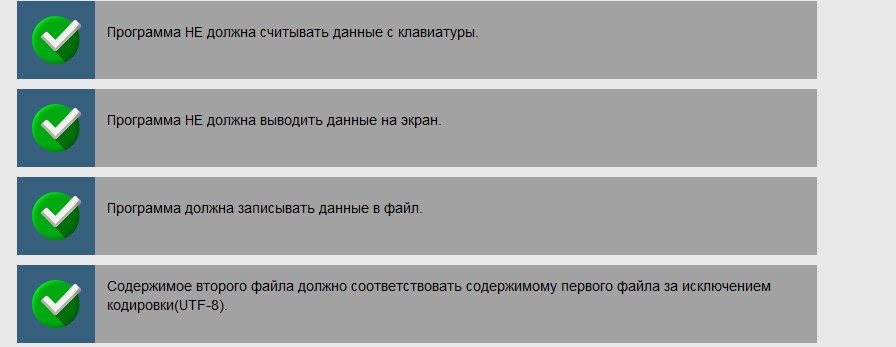 Программа НЕ должна считывать данные с клавиатуры.
Программа НЕ должна выводить данные на экран.
Программа должна записывать данные в файл.
Содержимое второго файла должно соответствовать содержимому первого файла за исключением
кодировки(UTF-8).